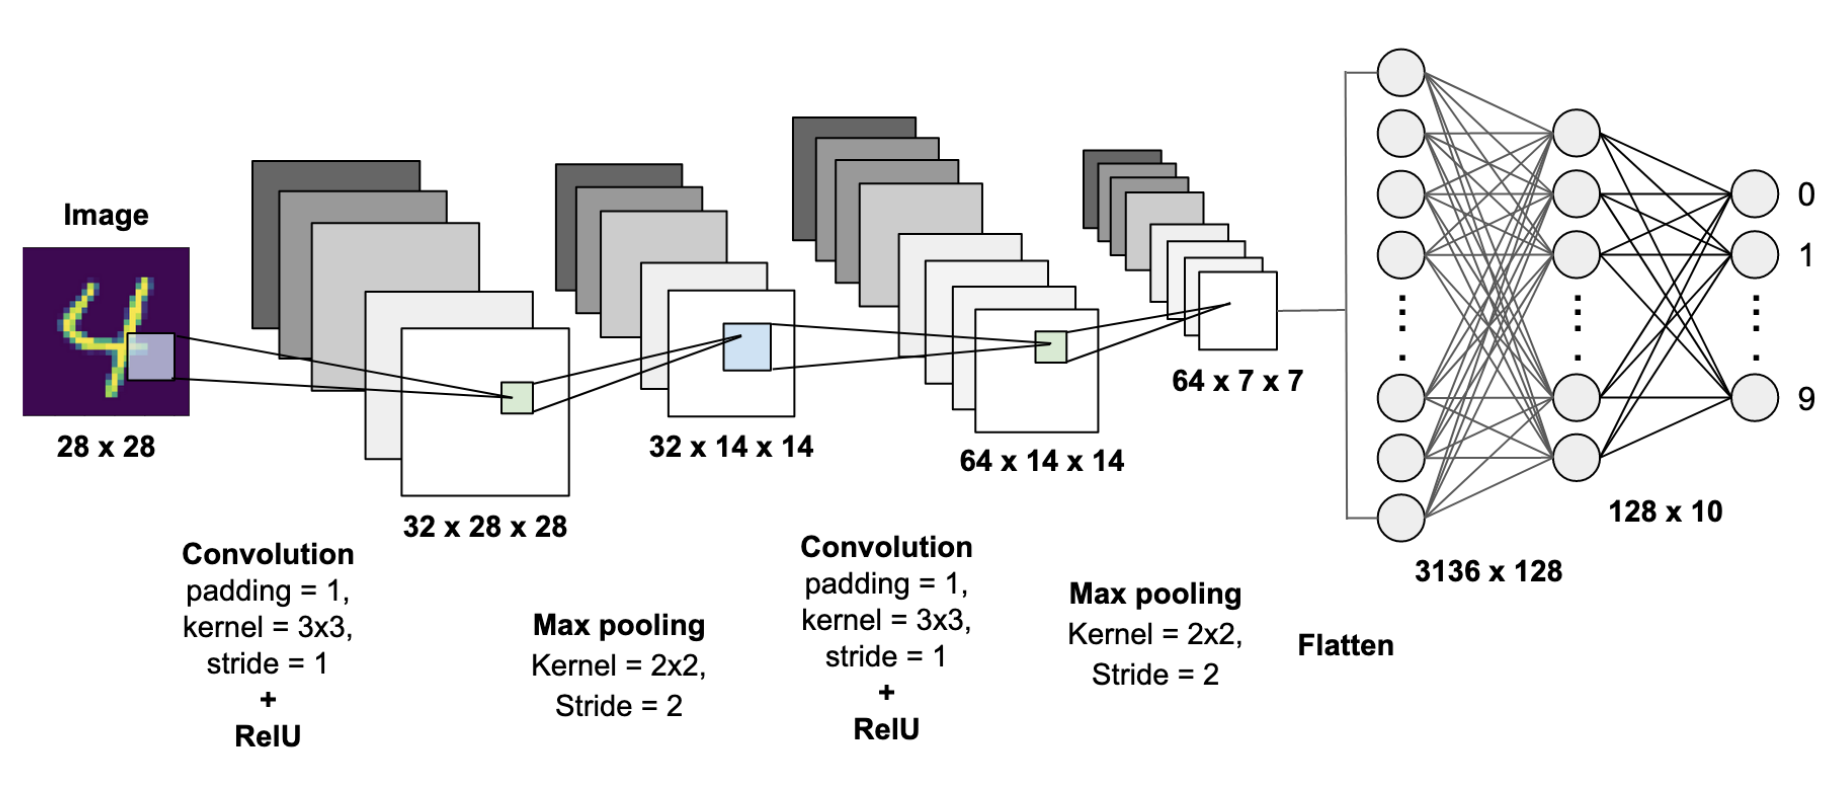 Image
28 x 28
32 x 28 x 28
Convolution
padding = 1,
kernel = 3x3,
stride = 1
+
RelU
32 x 14 x 14
Max pooling
Kernel = 2x2,
Stride = 2
64 x 14 x 14
Convolution
padding = 1,
kernel = 3x3,
stride = 1
+
RelU
64 x 7 x 7
Max pooling
Kernel = 2x2,
Stride = 2
Flatten
3136 x 128
128 x 10
0
1
9